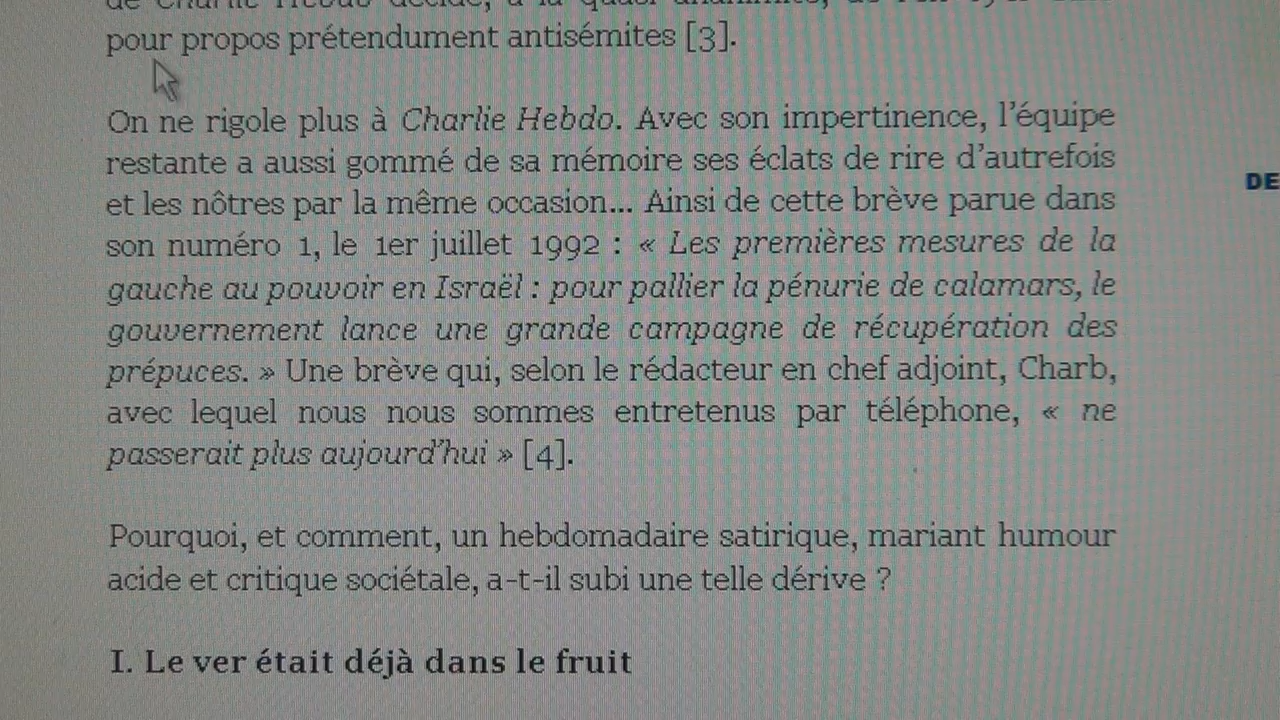 pour propos prétendument antisémites [3].
On ne rigole plus à Charlie Hebdo. Avec son impertinence, l'équipe
restante a aussi gommé de sa mémoire ses éclats de rire d'autrefois
et les nôtres par la même occasion... Ainsi de cette brève parue dans
son numéro 1, le 1er juillet 1992 : « Les premières mesures de la
gauche au pouvoir en Israël : pour pallier la pénurie de calamars, le
gouvernement lance une grande campagne de récupération des
prépuces. » Une brève qui, selon le rédacteur en chef adjoint, Charb,
avec lequel nous nous sommes entretenus par téléphone, « ne
passerait plus aujourd'hui » [4].
Pourquoi, et comment, un hebdomadaire satirique, mariant humour
acide et critique sociétale, a-t-il subi une telle dérive ?
I. Le ver était déjà dans le fruit
DE